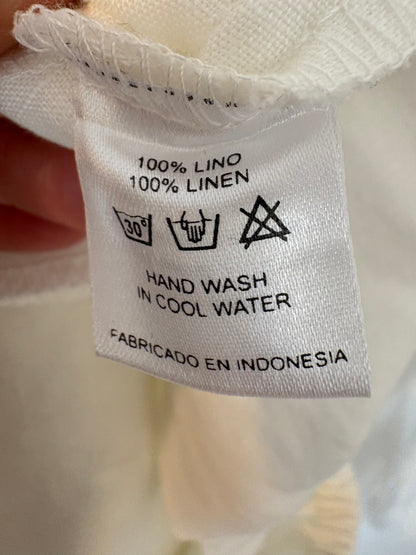 100% LINO
100% LINEN
30°
HAND WASH
IN COOL WATER
FABRICADO EN INDONESIA